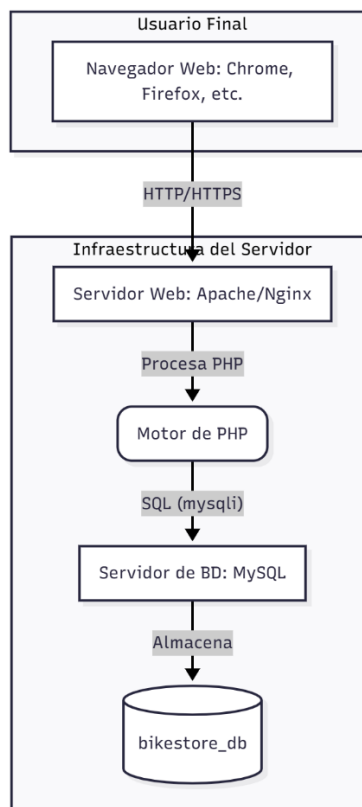 Usuario Final
Navegador Web: Chrome,
Firefox, etc.
HTTP/HTTPS
Infraestructura del Servidor
Servidor Web: Apache/Nginx
Procesa PHP
Motor de PHP
SQL (mysqli)
Servidor de BD: MySQL
Almacena
bikestore_db